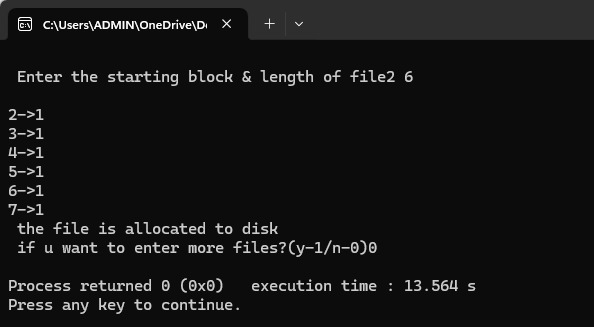 C:\Users\ADMIN\OneDrive\De
Enter the starting block & length of file2 6
2->1
3->1
4->1
5->1
6->1
7->1
the file is allocated to disk
if u want to enter more files?(y-1/n-0)0
Process returned 0 (0x0)   execution time : 13.564 s
Press any key to continue.